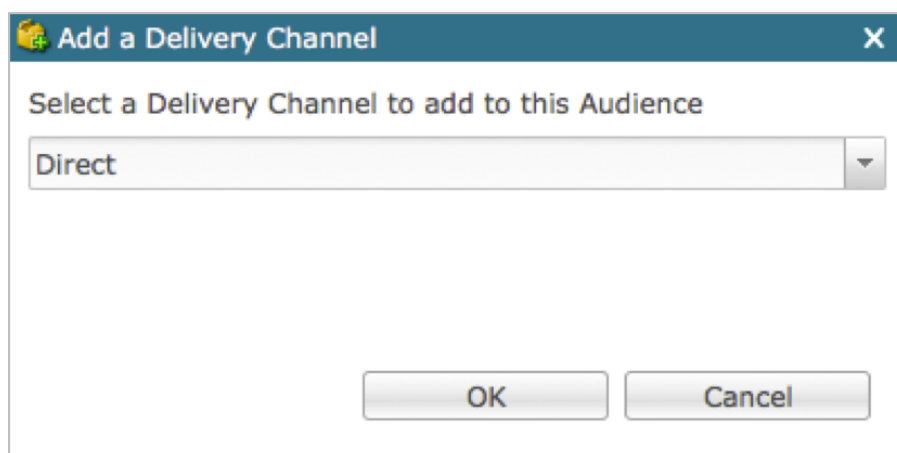 Add a Delivery Channel
Select a Delivery Channel to add to this Audience
Direct
OK Cancel